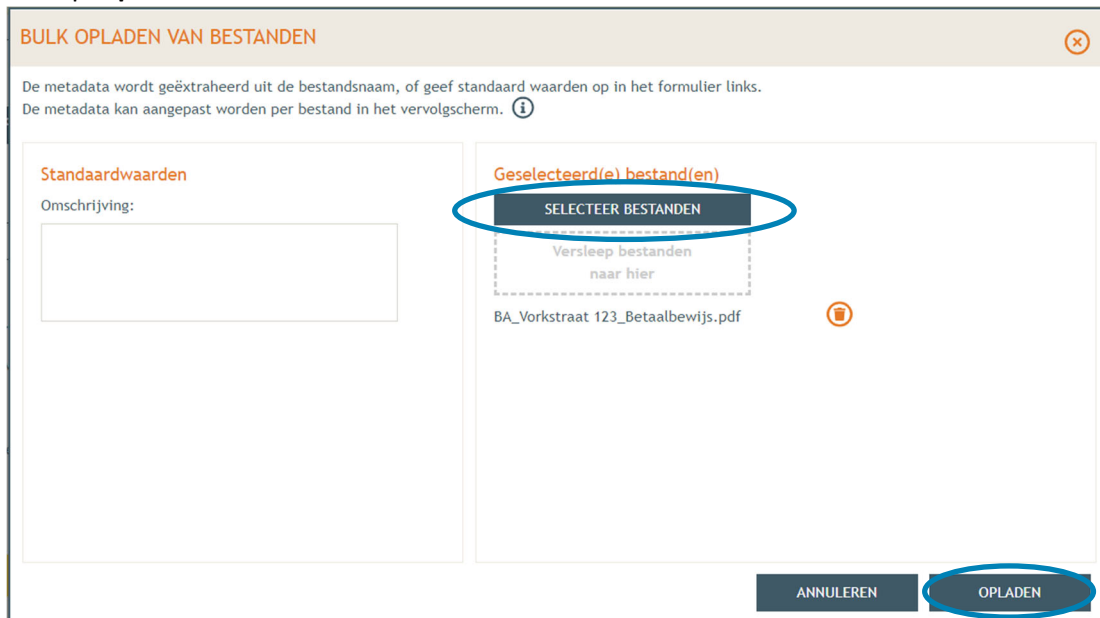 BULK OPLADEN VAN BESTANDEN
De metadata wordt geëxtraheerd uit de bestandsnaam, of geef standaard waarden op in het formulier links.
De metadata kan aangepast worden per bestand in het vervolgscherm.
Standaardwaarden
Omschrijving:
Geselecteerd(e) bestand(en)
SELECTEER BESTANDEN
Versleep bestanden
naar hier
BA_Vorkstraat 123_Betaalbewijs.pdf
ANNULEREN
OPLADEN